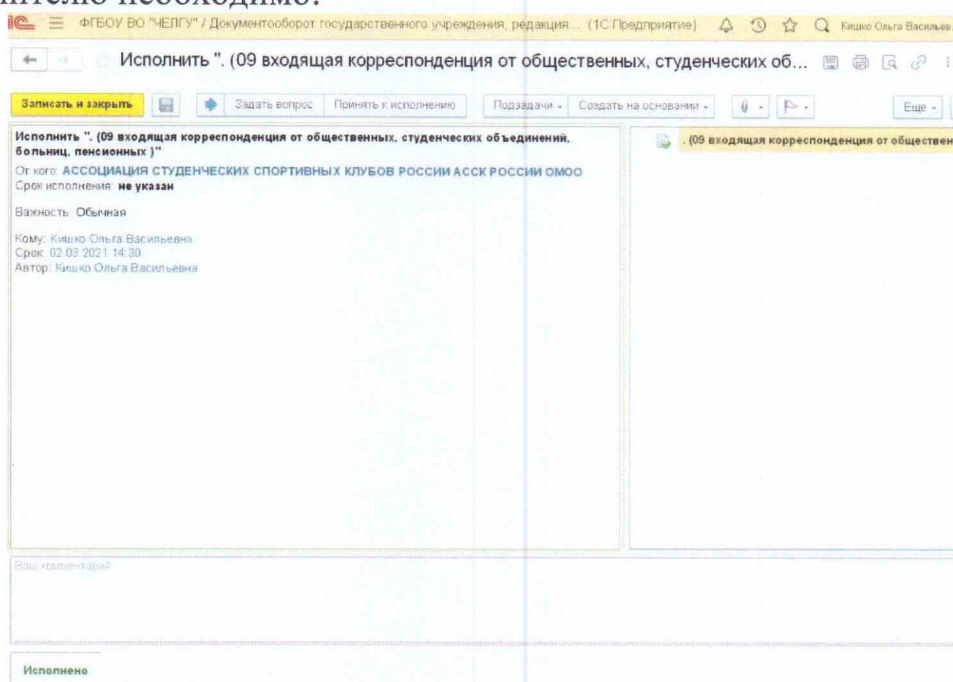 необходимо:
ФГБОУ ВО "ЧЕЛГУ" / Документооборот государственного учреждения, редакция... (1С:Предприятие) Кишко Ольга Васильев
Исполнить ". (09 входящая корреспонденция от общественных, студенческих об...
Записать и закрыть Задать вопрос Принять к исполнению Подзадачи Создать на основании Еще
Исполнить ". (09 входящая корреспонденция от общественных, студенческих объединений,
больниц, пенсионных )"
От кого: АССОЦИАЦИЯ СТУДЕНЧЕСКИХ СПОРТИВНЫХ КЛУБОВ РОССИИ АССК РОССИИ ОМОО
Срок исполнения: не указан
Важность: Обычная
Кому: Кишко Ольга Васильевна
Срок: 02.03.2021 14:30
Автор: Кишко Ольга Васильевна
. (09 входящая корреспонденция от обществен
Ваш комментарий
Исполнено